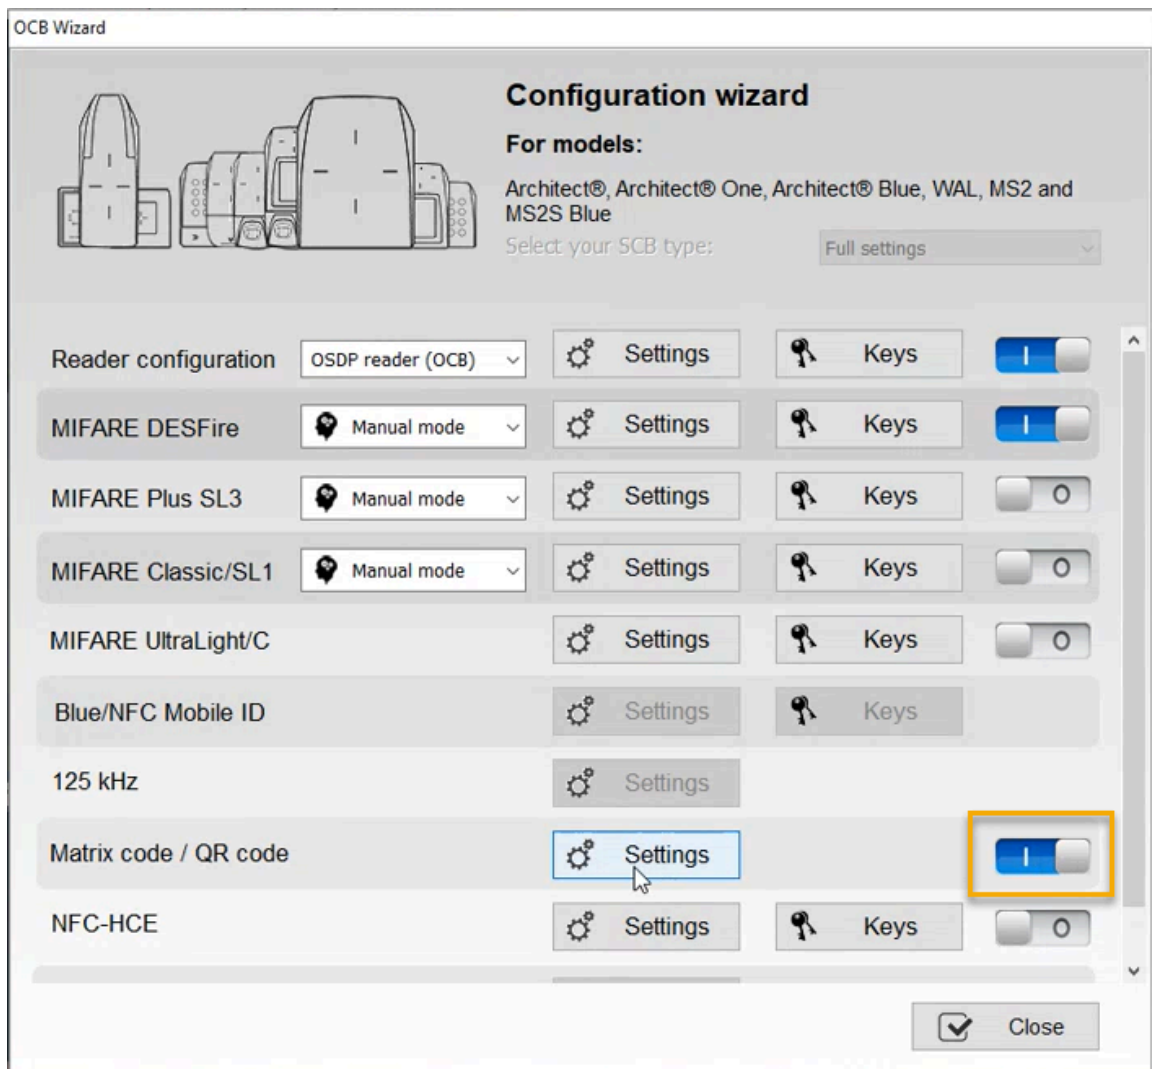 OCB Wizard
Configuration wizard
For models:
Architect®, Architect® One, Architect® Blue, WAL, MS2 and
MS2S Blue
Select your SCB type:
Full settings
Reader configuration
OSDP reader (OCB)
Settings
Keys
MIFARE DESFire
Manual mode
Settings
Keys
MIFARE Plus SL3
Manual mode
Settings
Keys
MIFARE Classic/SL1
Manual mode
Settings
Keys
MIFARE UltraLight/C
Settings
Keys
Blue/NFC Mobile ID
Settings
Keys
125 kHz
Settings
Matrix code / QR code
Settings
NFC-HCE
Settings
Keys
Close